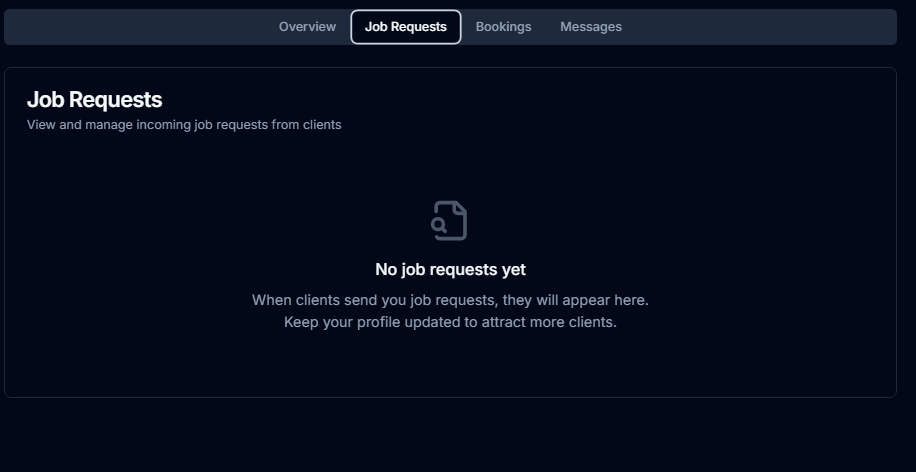 Overview Job Requests Bookings Messages
Job Requests
View and manage incoming job requests from clients
No job requests yet
When clients send you job requests, they will appear here.
Keep your profile updated to attract more clients.